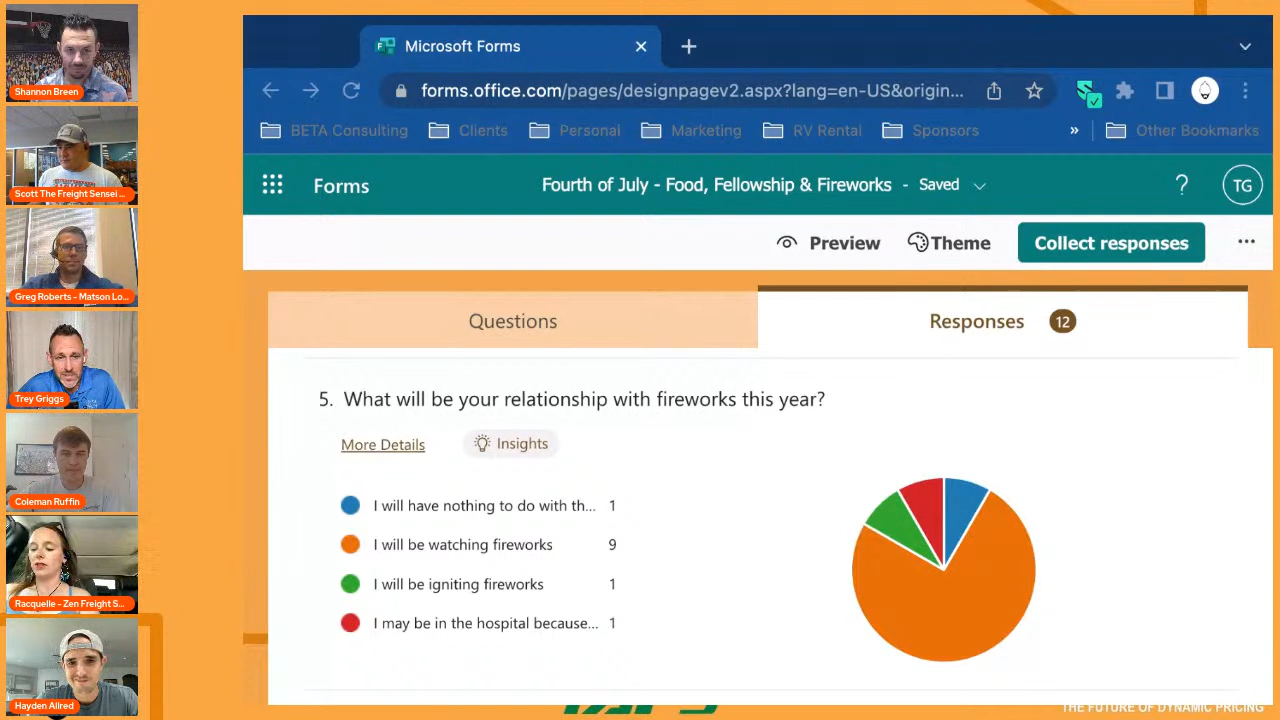 Shannon Breen
Scott The Freight Sensei ...
Greg Roberts - Matson Lo...
Trey Griggs
Coleman Ruffin
Racquelle - Zen Freight S...
Hayden Allred
Microsoft Forms
forms.office.com/pages/designpagev2.aspx?lang=en-US&origin...
BETA Consulting
Clients
Personal
Marketing
RV Rental
Sponsors
»
Other Bookmarks
Forms
Fourth of July - Food, Fellowship & Fireworks - Saved
?
TG
Preview
Theme
Collect responses
...
Questions
Responses 12
5. What will be your relationship with fireworks this year?
More Details
Insights
I will have nothing to do with th... 1
I will be watching fireworks 9
I will be igniting fireworks 1
I may be in the hospital because... 1
THE FUTURE OF DYNAMIC PRICING